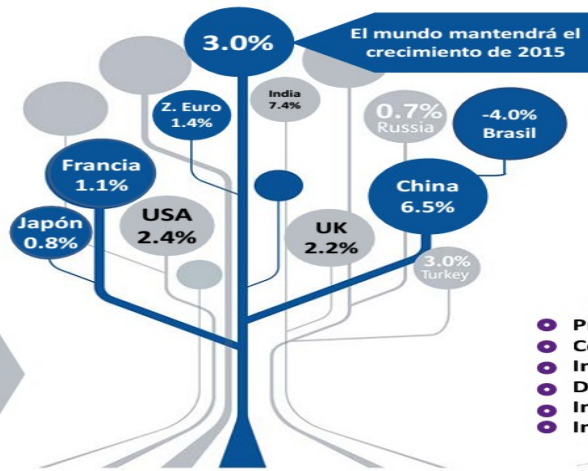 3.0%
El mundo mantendrá el
crecimiento de 2015
India
7.4%
Z. Euro
1.4%
0.7%
Russia
-4.0%
Brasil
Francia
1.1%
China
6.5%
USA
2.4%
UK
2.2%
Japón
0.8%
3.0%
Turkey